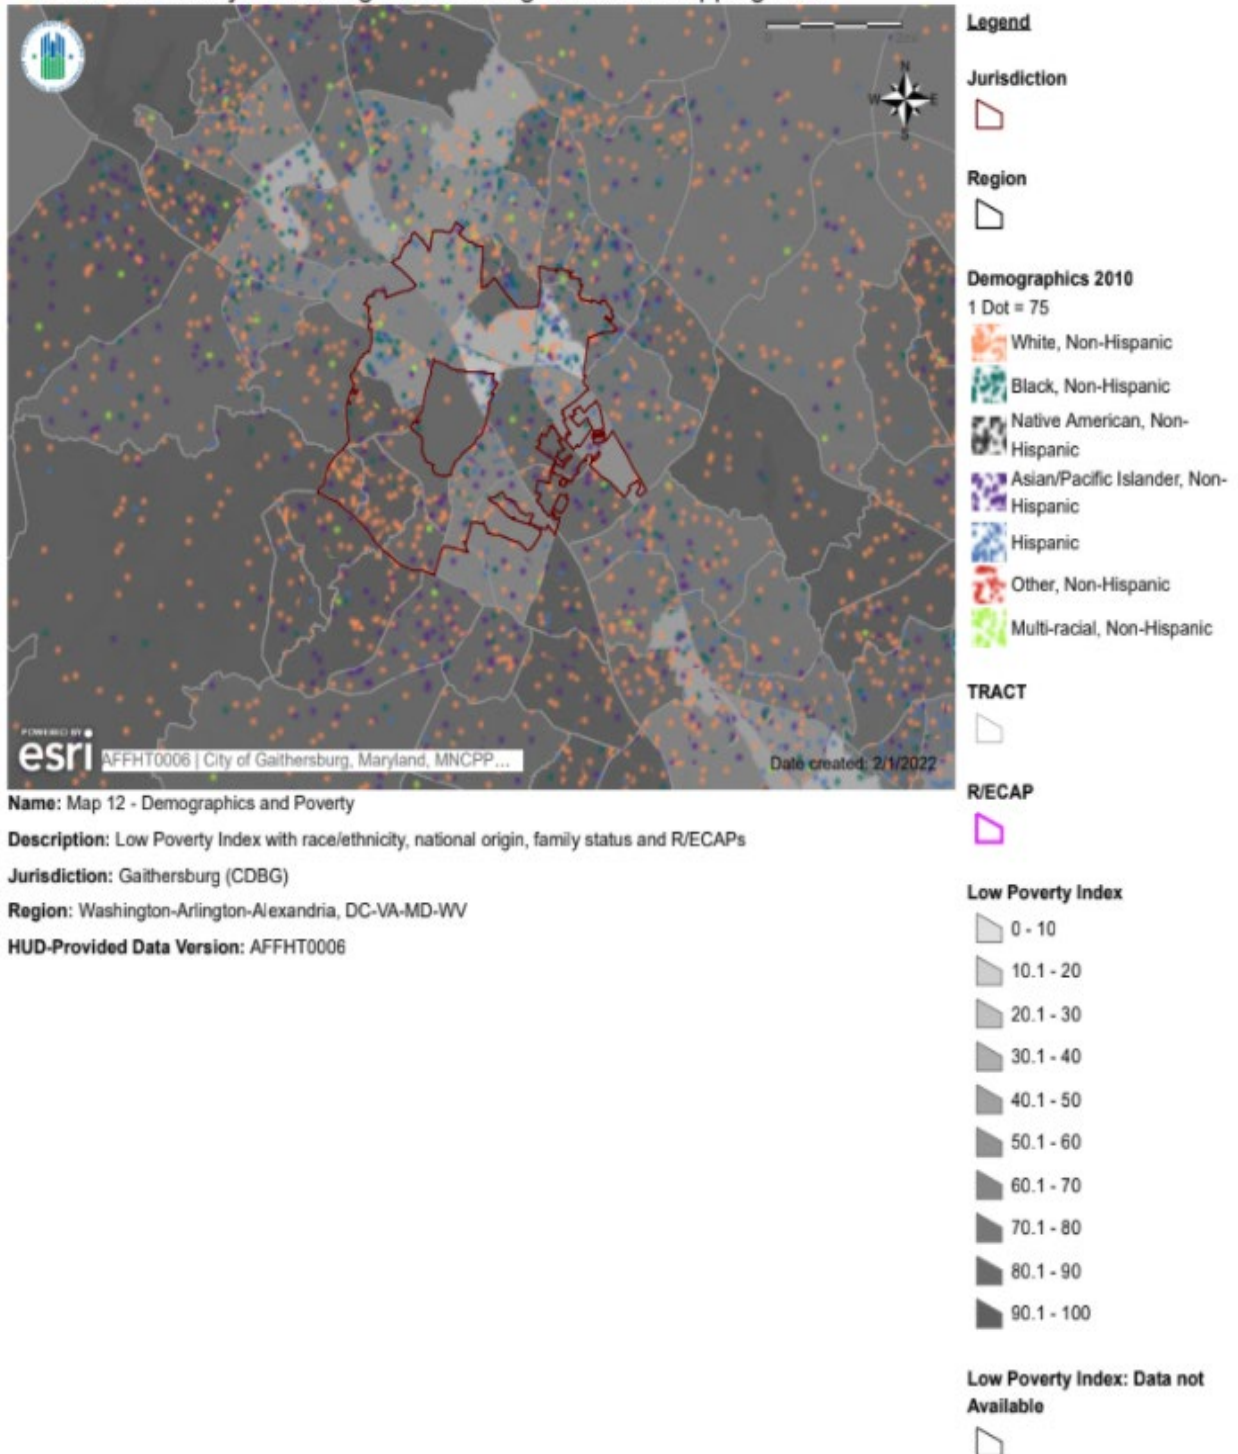 Legend
Jurisdiction
Region
Demographics 2010
1 Dot = 75
White, Non-Hispanic
Black, Non-Hispanic
Native American, Non-
Hispanic
Asian/Pacific Islander, Non-
Hispanic
Hispanic
Other, Non-Hispanic
Multi-racial, Non-Hispanic
TRACT
R/ECAP
Low Poverty Index
0 - 10
10.1 - 20
20.1 - 30
30.1 - 40
40.1 - 50
50.1 - 60
60.1 - 70
70.1 - 80
80.1 - 90
90.1 - 100
Low Poverty Index: Data not
Available
N
W E
S
0 1
POWERED BY
esri
AFFHT0006 | City of Gaithersburg, Maryland, MNCPP...
Date created: 2/1/2022
Name: Map 12 - Demographics and Poverty
Description: Low Poverty Index with race/ethnicity, national origin, family status and R/ECAPs
Jurisdiction: Gaithersburg (CDBG)
Region: Washington-Arlington-Alexandria, DC-VA-MD-WV
HUD-Provided Data Version: AFFHT0006